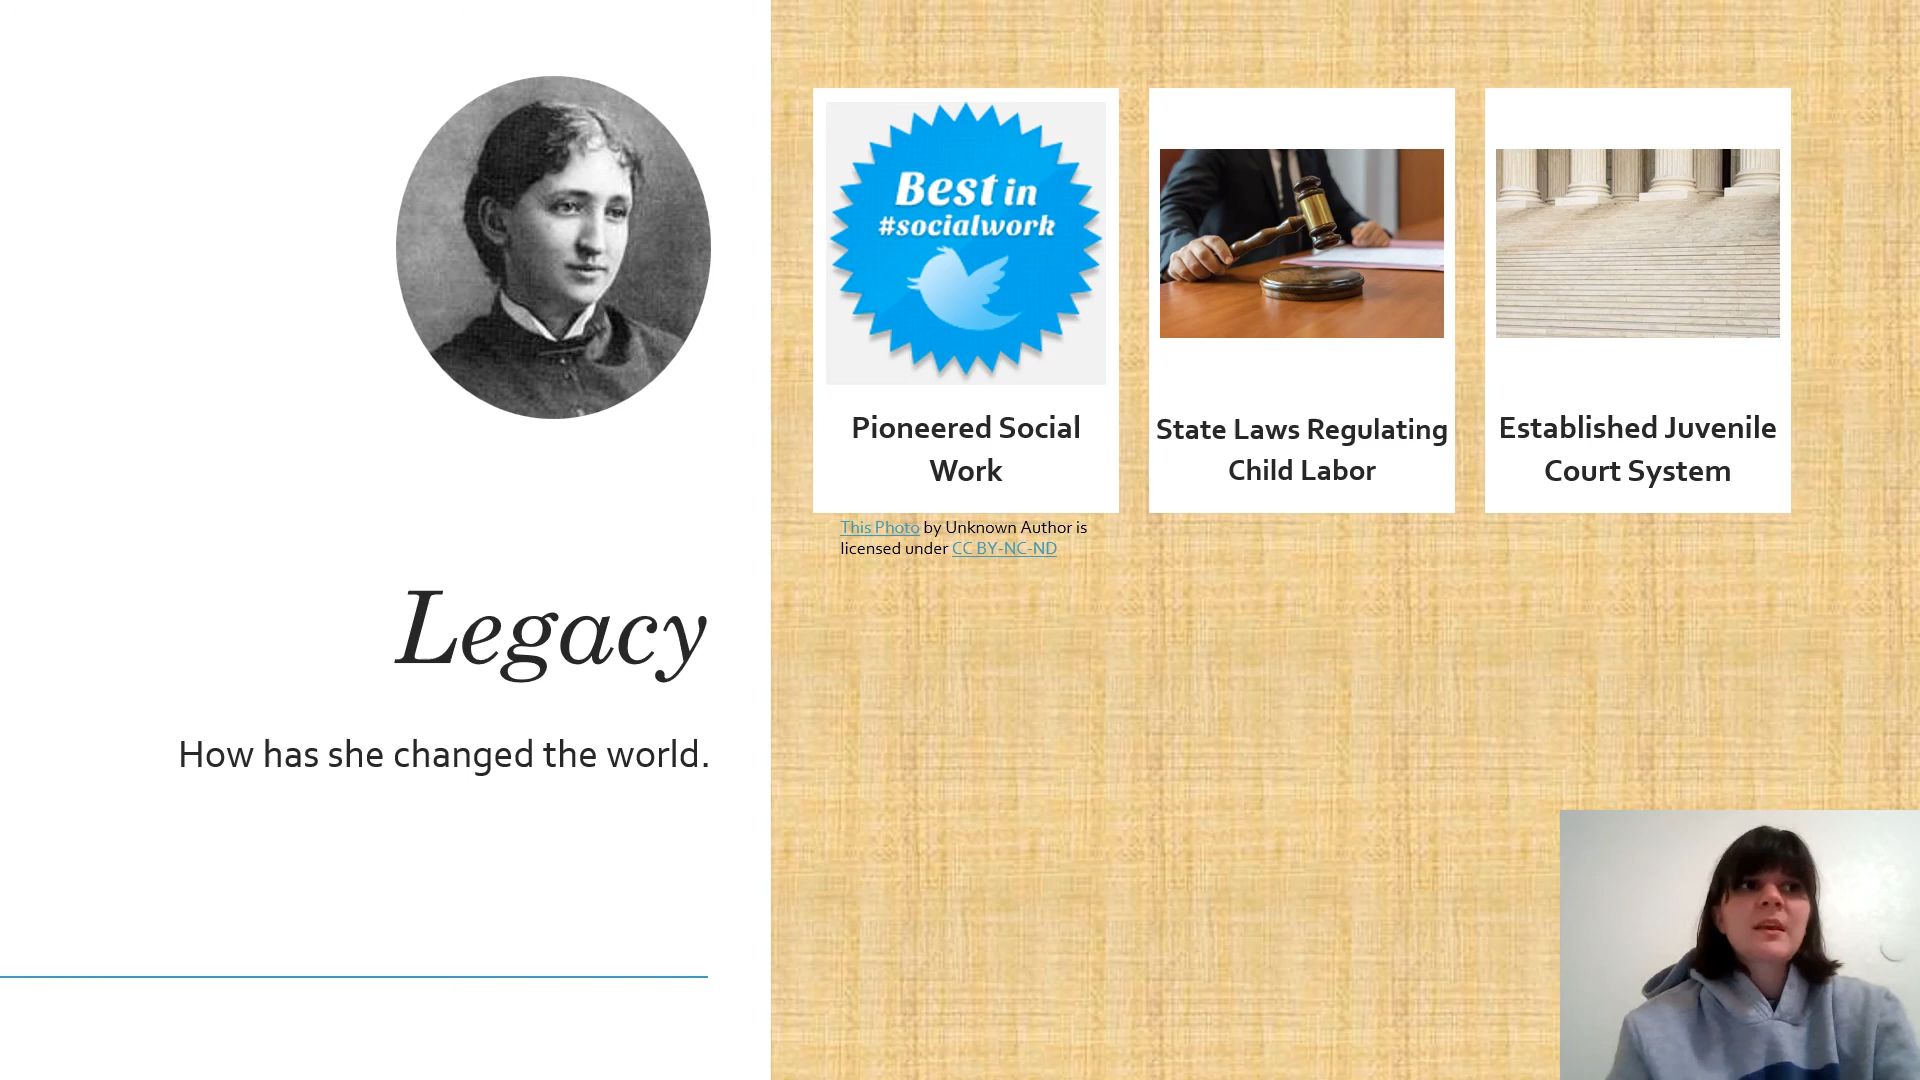 Legacy
How has she changed the world.
Best in
#socialwork
Pioneered Social
Work
This Photo by Unknown Author is
licensed under CC BY-NC-ND
State Laws Regulating
Child Labor
Established Juvenile
Court System